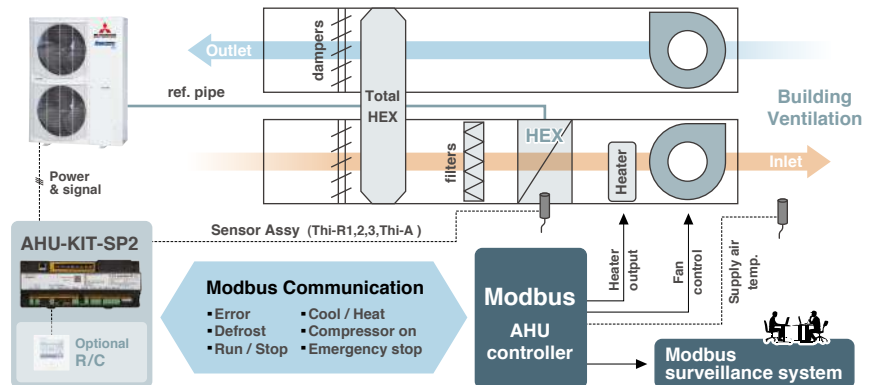 Outlet
dampers
ref. pipe
Total
HEX
Building
Ventilation
filters
HEX
Heater
Inlet
Power
& signal
Sensor Assy (Thi-R1,2,3,Thi-A )
AHU-KIT-SP2
Optional
R/C
Modbus Communication
▪Error
▪Defrost
▪Run / Stop
▪Cool / Heat
▪Compressor on
▪Emergency stop
Modbus
AHU
controller
Heater
output
Fan
control
Supply air
temp.
Modbus
surveillance system